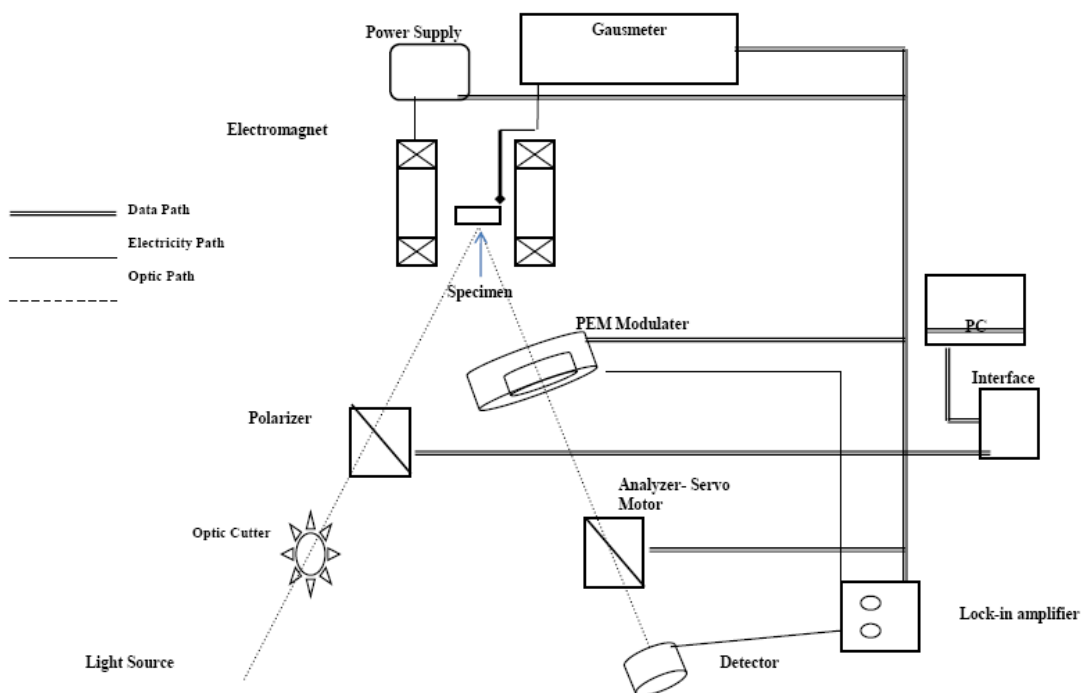 Power Supply
Gausmeter
Electromagnet
Data Path
Electricity Path
Optic Path
Specimen
PEM Modulater
PC
Interface
Polarizer
Analyzer- Servo
Motor
Optic Cutter
Lock-in amplifier
Light Source
Detector